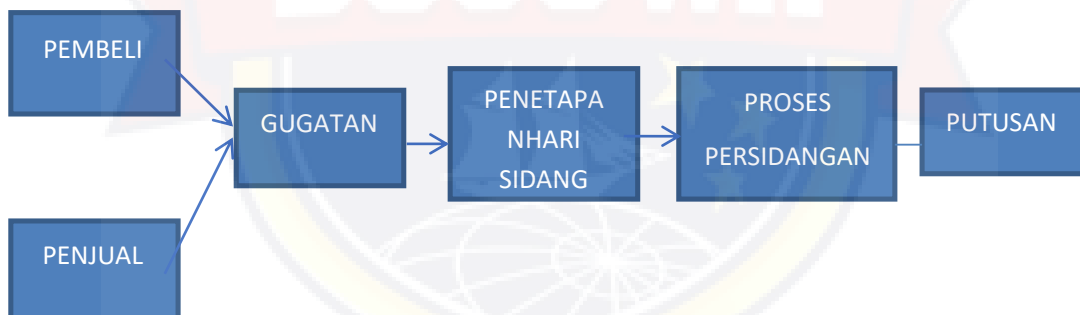 PEMBELI
PENJUAL
GUGATAN
PENETAPA
NHARI
SIDANG
PROSES
PERSIDANGAN
PUTUSAN